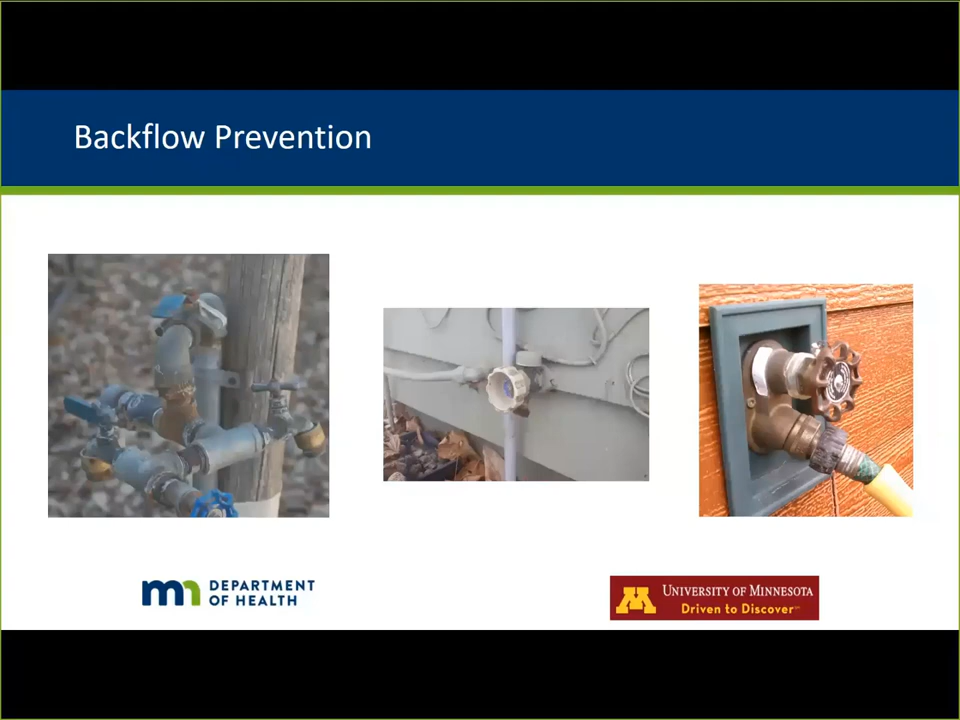 Backflow Prevention
DEPARTMENT
OF HEALTH
UNIVERSITY OF MINNESOTA
Driven to Discover